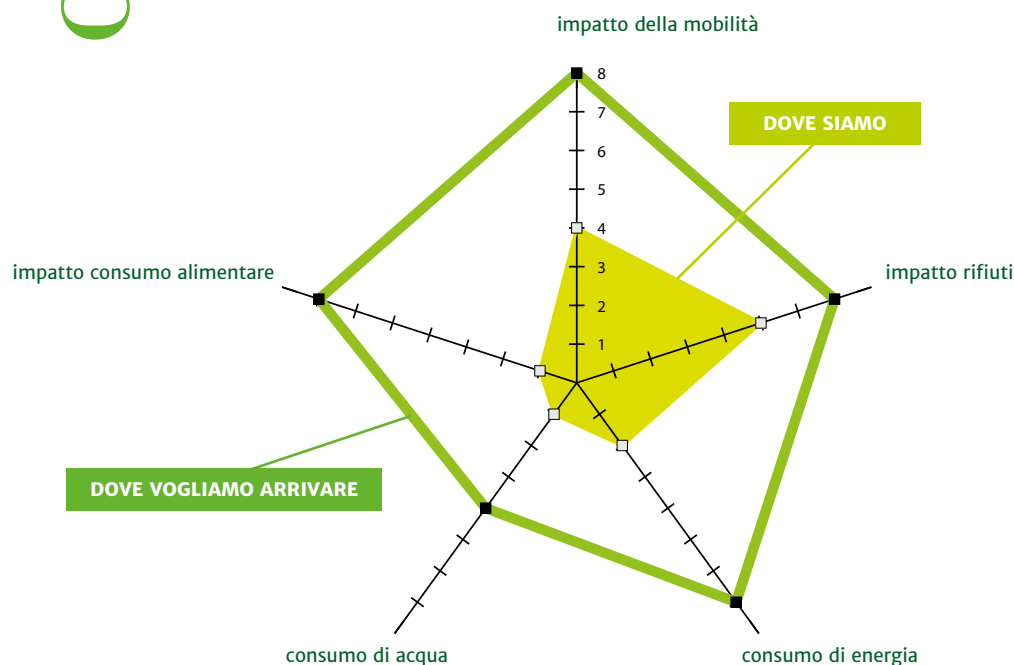 impatto della mobilità
8
7
DOVE SIAMO
6
5
4
impatto consumo alimentare
impatto rifiuti
3
2
1
DOVE VOGLIAMO ARRIVARE
consumo di acqua
consumo di energia